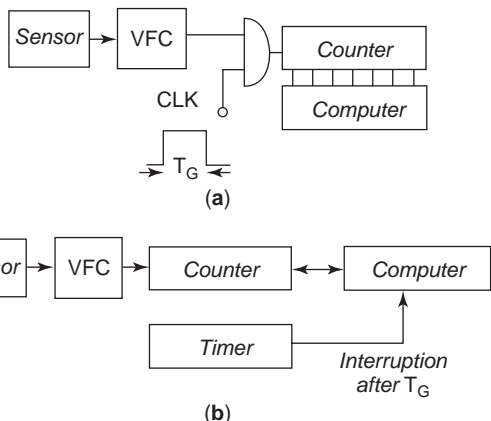 Sensor
VFC
Counter
CLK
Computer
T_G
(a)
VFC
Counter
Computer
Timer
Interruption
after T_G
(b)